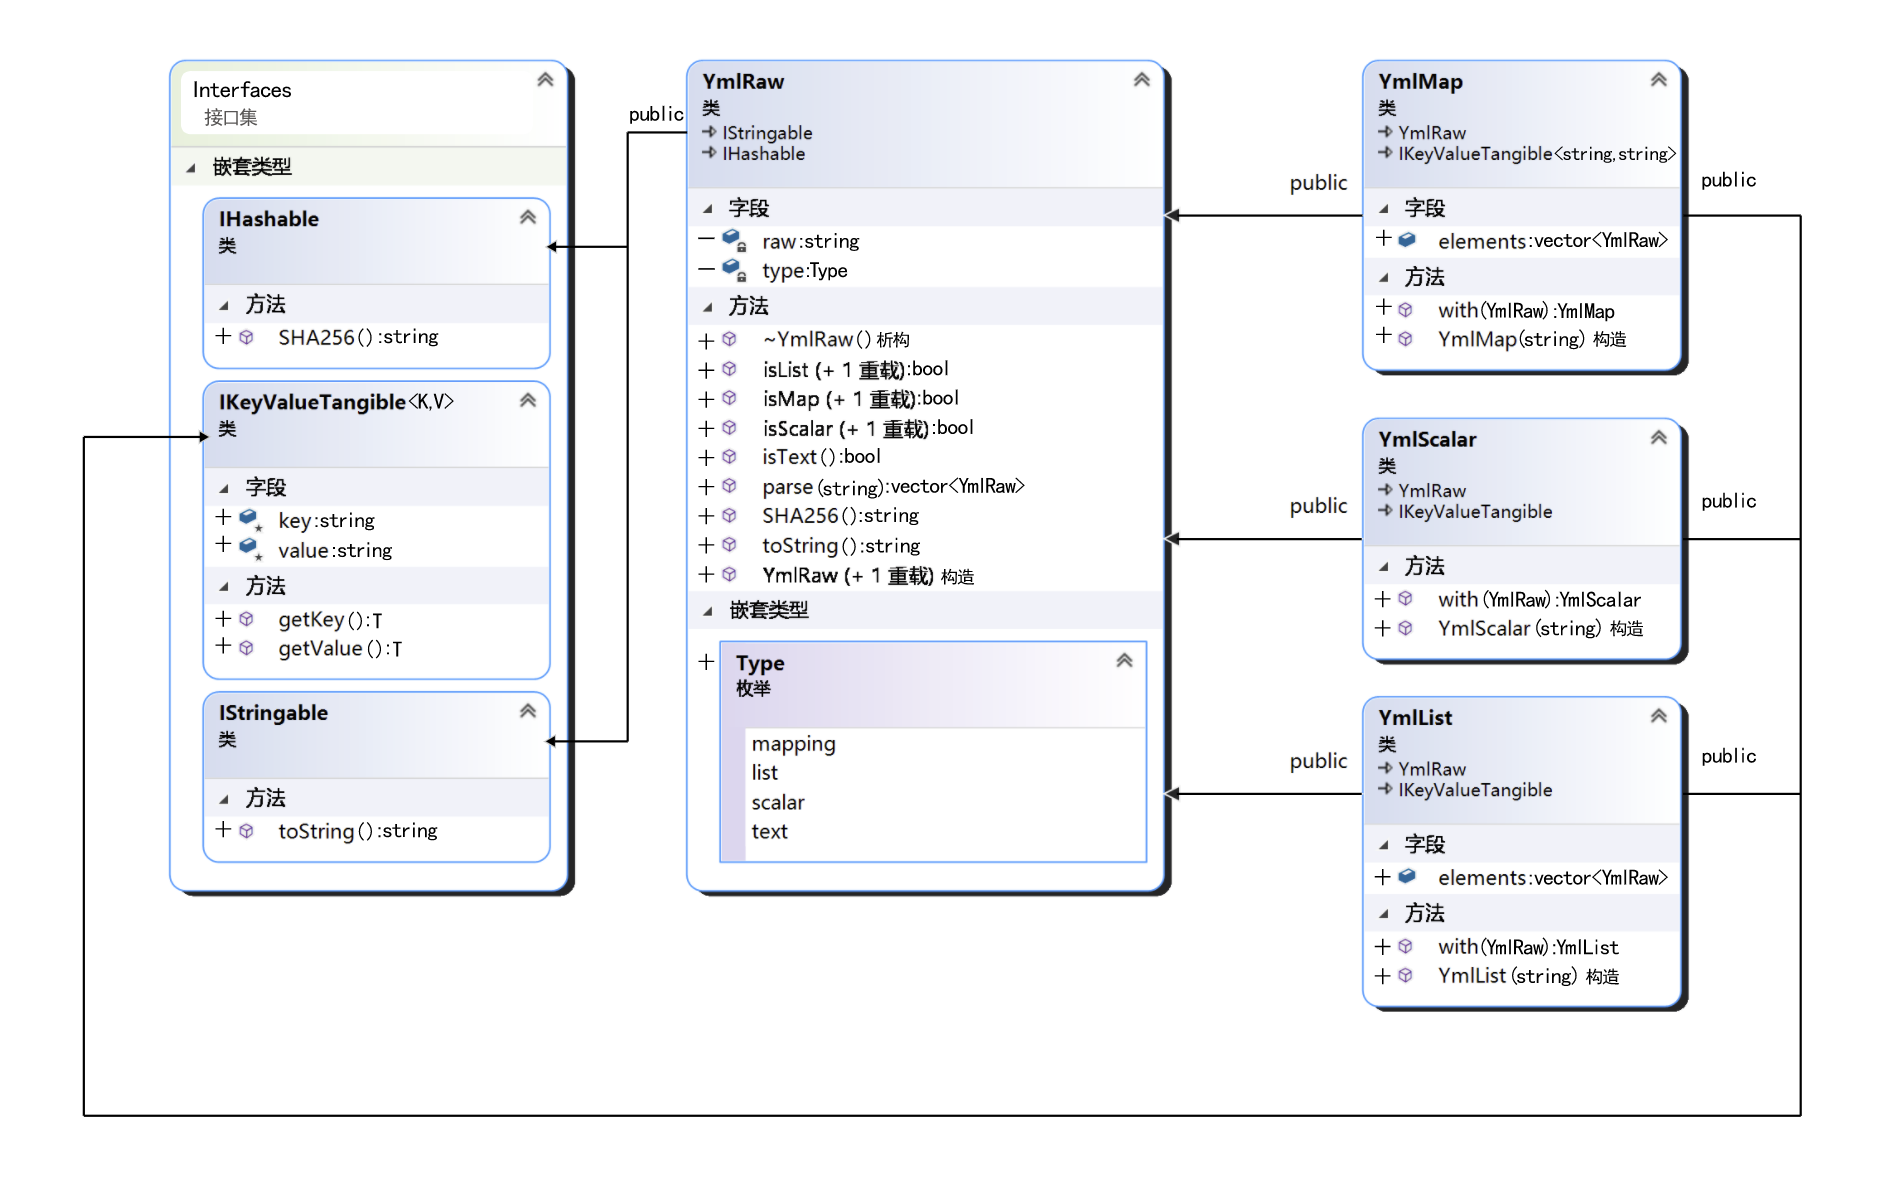 Interfaces
接口集
嵌套类型
IHashable
类
方法
+ SHA256():string
IKeyValueTangible<K,V>
类
字段
+ key:string
+ value:string
方法
+ getKey():T
+ getValue():T
IStringable
类
方法
+ toString():string
public
YmlRaw
类
IStringable
IHashable
字段
— raw:string
— type:Type
方法
+ ~YmlRaw() 析构
+ isList (+ 1 重载):bool
+ isMap (+ 1 重载):bool
+ isScalar (+ 1 重载):bool
+ isText():bool
+ parse(string):vector<YmlRaw>
+ SHA256():string
+ toString():string
+ YmlRaw (+ 1 重载) 构造
嵌套类型
+ Type
枚举
mapping
list
scalar
text
public
YmlMap
类
YmlRaw
IKeyValueTangible<string,string>
字段
+ elements:vector<YmlRaw>
方法
+ with(YmlRaw):YmlMap
+ YmlMap(string) 构造
public
public
YmlScalar
类
YmlRaw
IKeyValueTangible
方法
+ with(YmlRaw):YmlScalar
+ YmlScalar(string) 构造
public
public
YmlList
类
YmlRaw
IKeyValueTangible
字段
+ elements:vector<YmlRaw>
方法
+ with(YmlRaw):YmlList
+ YmlList(string) 构造
public